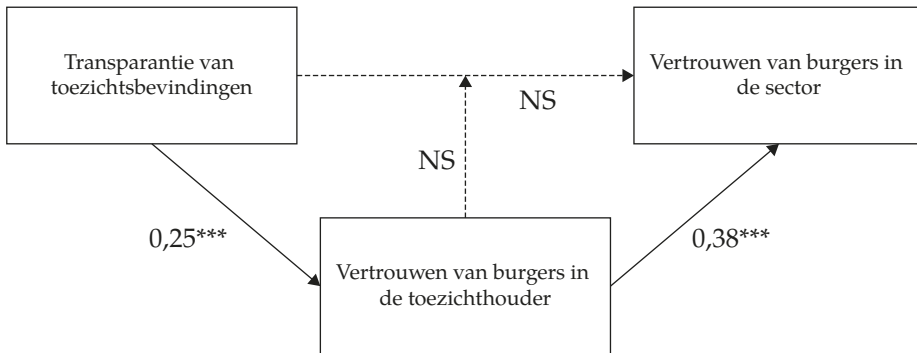 Transparantie van
toezichtsbevindingen
Vertrouwen van burgers in
de sector
NS
NS
0,25***
0,38***
Vertrouwen van burgers in
de toezichthouder